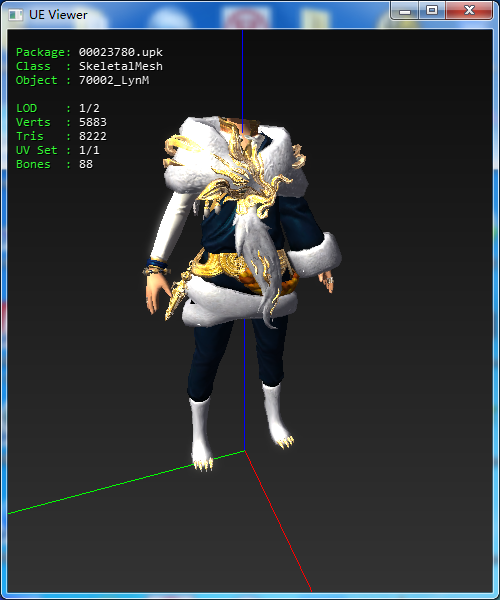 UE Viewer
Package: 00023780.upk
Class : SkeletalMesh
Object : 70002_LynM
LOD : 1/2
Verts : 5883
Tris : 8222
UV Set : 1/1
Bones : 88